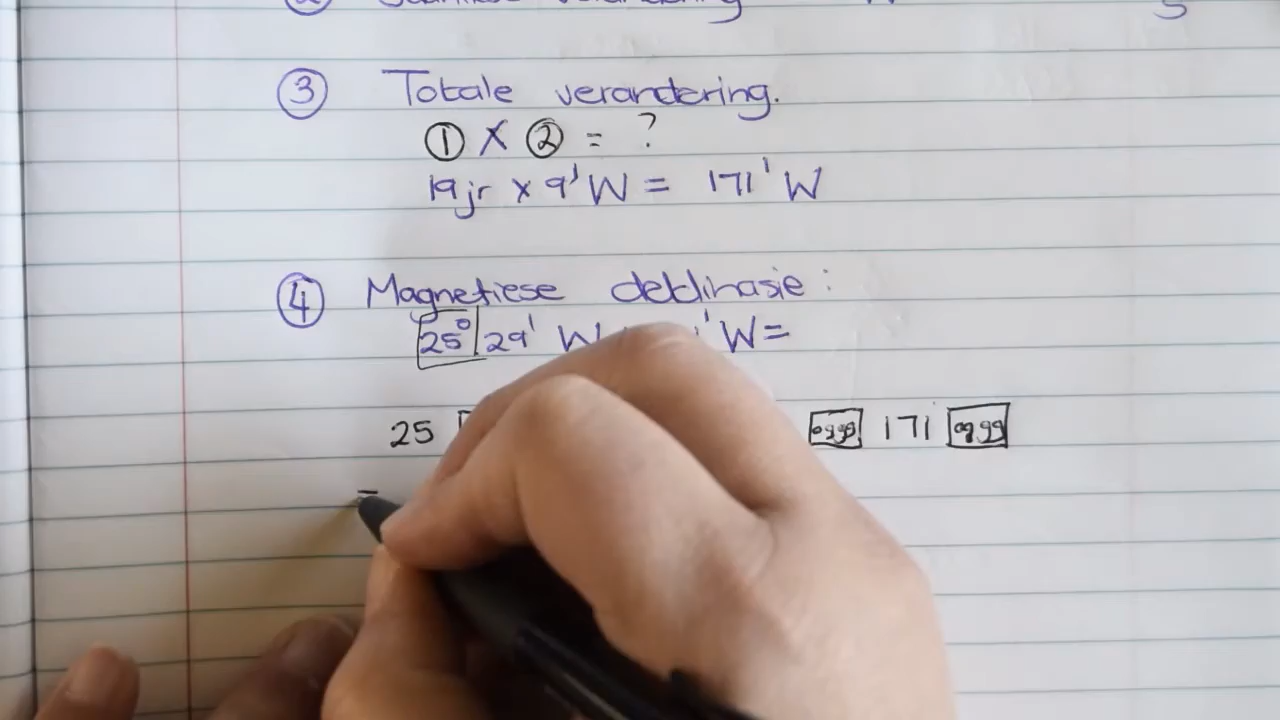 ③ Totale verandering.
① X ② = ?
19jr x 9' W = 171' W
④ Magnetiese deklinasie :
25° 29' W ' W =
25 171
=